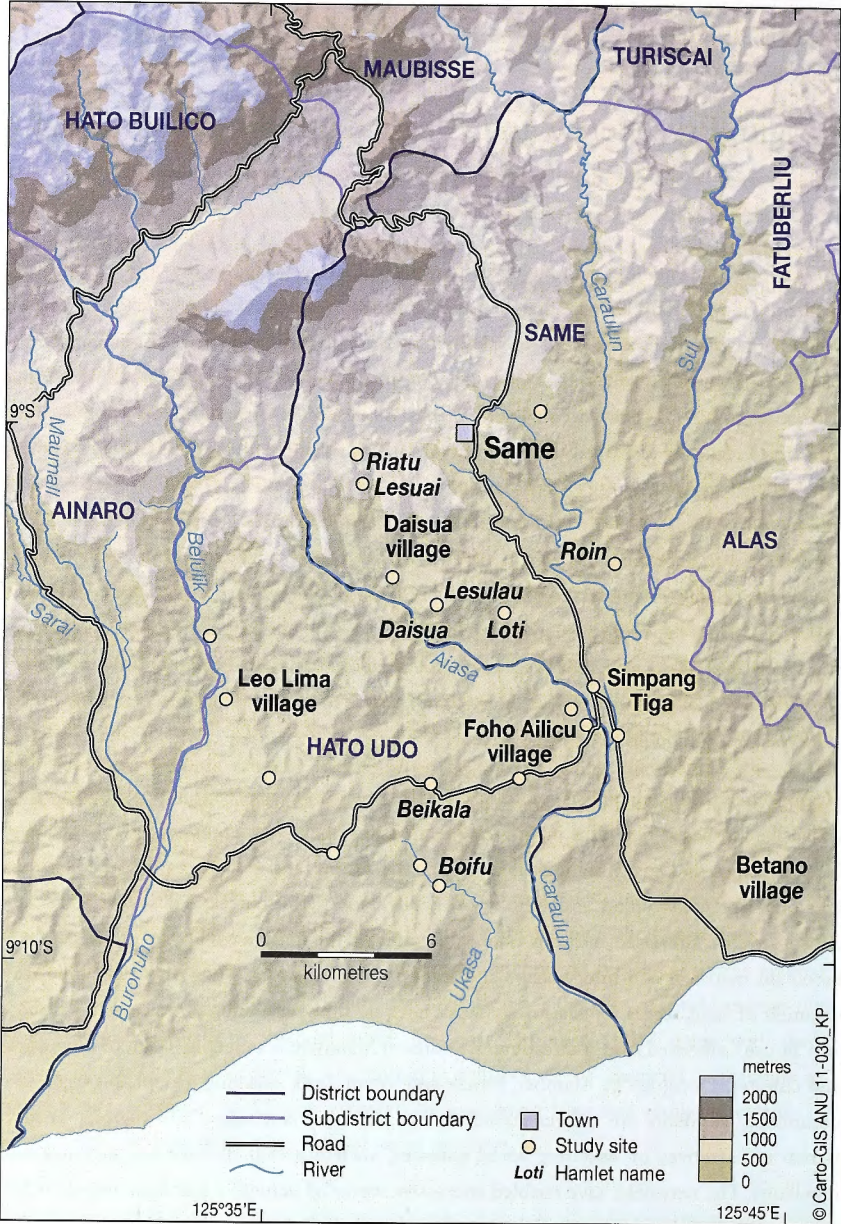 MAUBISSE
TURISCAI
HATO BUILICO
FATUBERLIU
Caraulun
SAME
Sui
9°S
Maumali
Same
Riatu
Lesuai
AINARO
Daisua
village
ALAS
Belulik
Roin
Lesulau
Sarai
Daisua
Loti
Aiasa
Leo Lima
village
Simpang
Tiga
Foho Ailicu
village
HATO UDO
Beikala
Boifu
Betano
village
Caraulun
9°10'S
0
6
kilometres
Buronuno
Ukasa
District boundary
Subdistrict boundary
Road
River
Town
Study site
Loti Hamlet name
metres
2000
1500
1000
500
0
© Carto-GIS ANU 11-030_KP
125°35'E
125°45'E